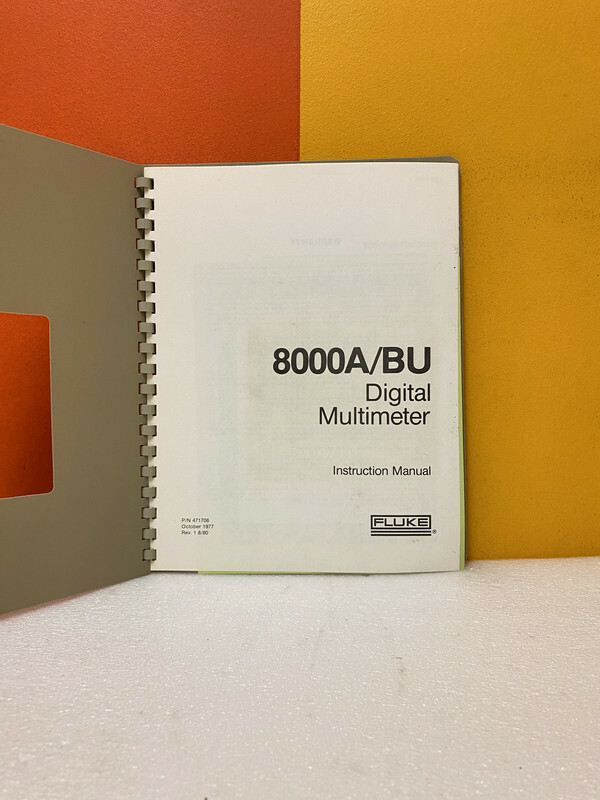 8000A/BU
Digital
Multimeter
Instruction Manual
P/N 471706
October 1977
Rev. 1 8/80
FLUKE
®